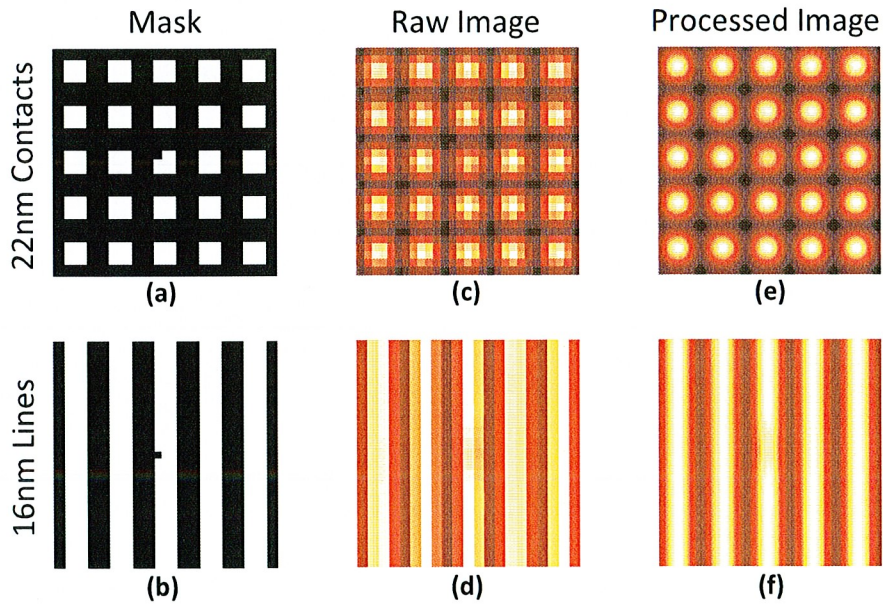 Mask
Raw Image
Processed Image
22nm Contacts
(a)
(c)
(e)
16nm Lines
(b)
(d)
(f)